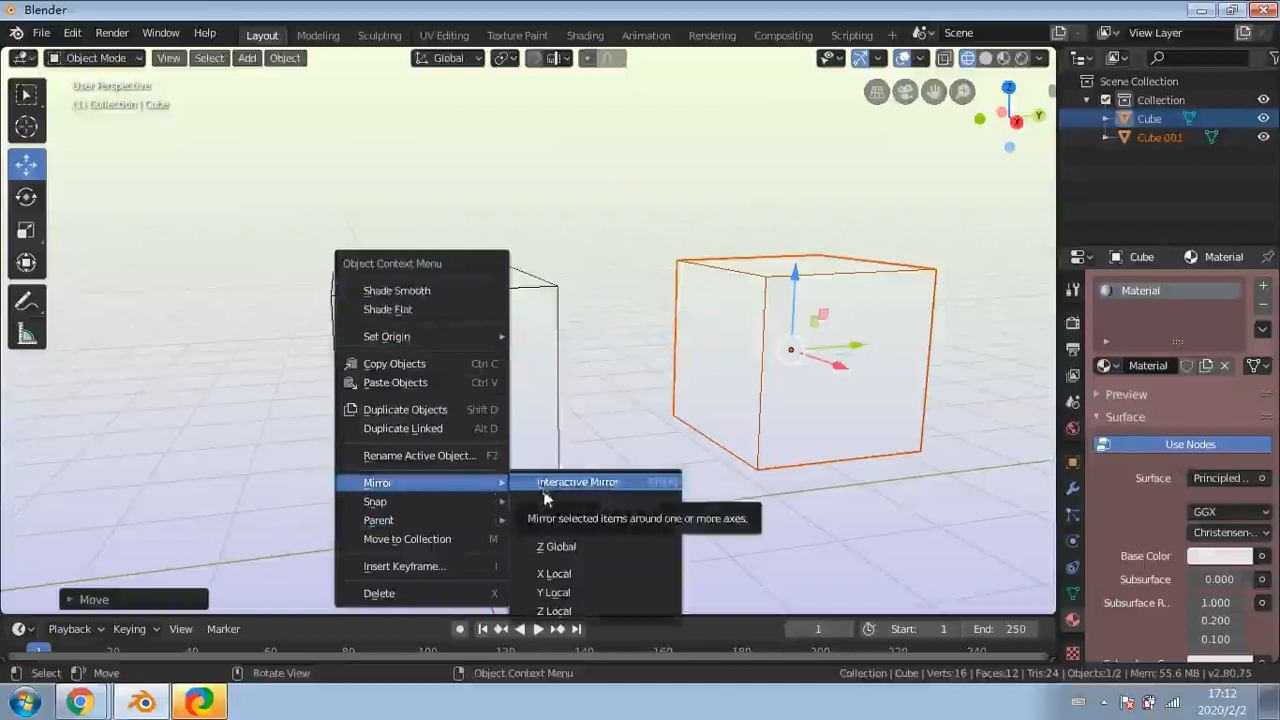 Blender
File Edit Render Window Help Layout Modeling Sculpting UV Editing Texture Paint Shading Animation Rendering Compositing Scripting Scene View Layer
Object Mode View Select Add Object Global
User Perspective
(1) Collection | Cube
Z
Y
X
Scene Collection
Collection
Cube
Cube.001
Cube Material
Material
Material
Preview
Surface
Use Nodes
Surface: Principled ..
GGX
Christensen-..
Base Color
Subsurface 0.000
Subsurface R.. 1.000
0.200
0.100
Object Context Menu
Shade Smooth
Shade Flat
Set Origin
Copy Objects Ctrl C
Paste Objects Ctrl V
Duplicate Objects Shift D
Duplicate Linked Alt D
Rename Active Object... F2
Mirror
Snap
Parent
Move to Collection M
Insert Keyframe... I
Delete X
Interactive Mirror
Mirror selected items around one or more axes.
Z Global
X Local
Y Local
Z Local
Move
Playback Keying View Marker 1 Start: 1 End: 250
Select Move Rotate View Object Context Menu Collection | Cube | Verts:16 | Faces:12 | Tris:24 | Objects:1/2 | Mem: 55.6 MB | v2.80.75
17:12
2020/2/2